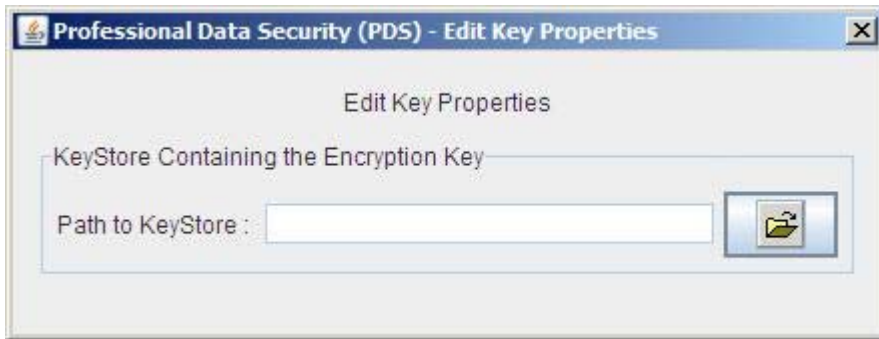 Professional Data Security (PDS) - Edit Key Properties
Edit Key Properties
KeyStore Containing the Encryption Key
Path to KeyStore :